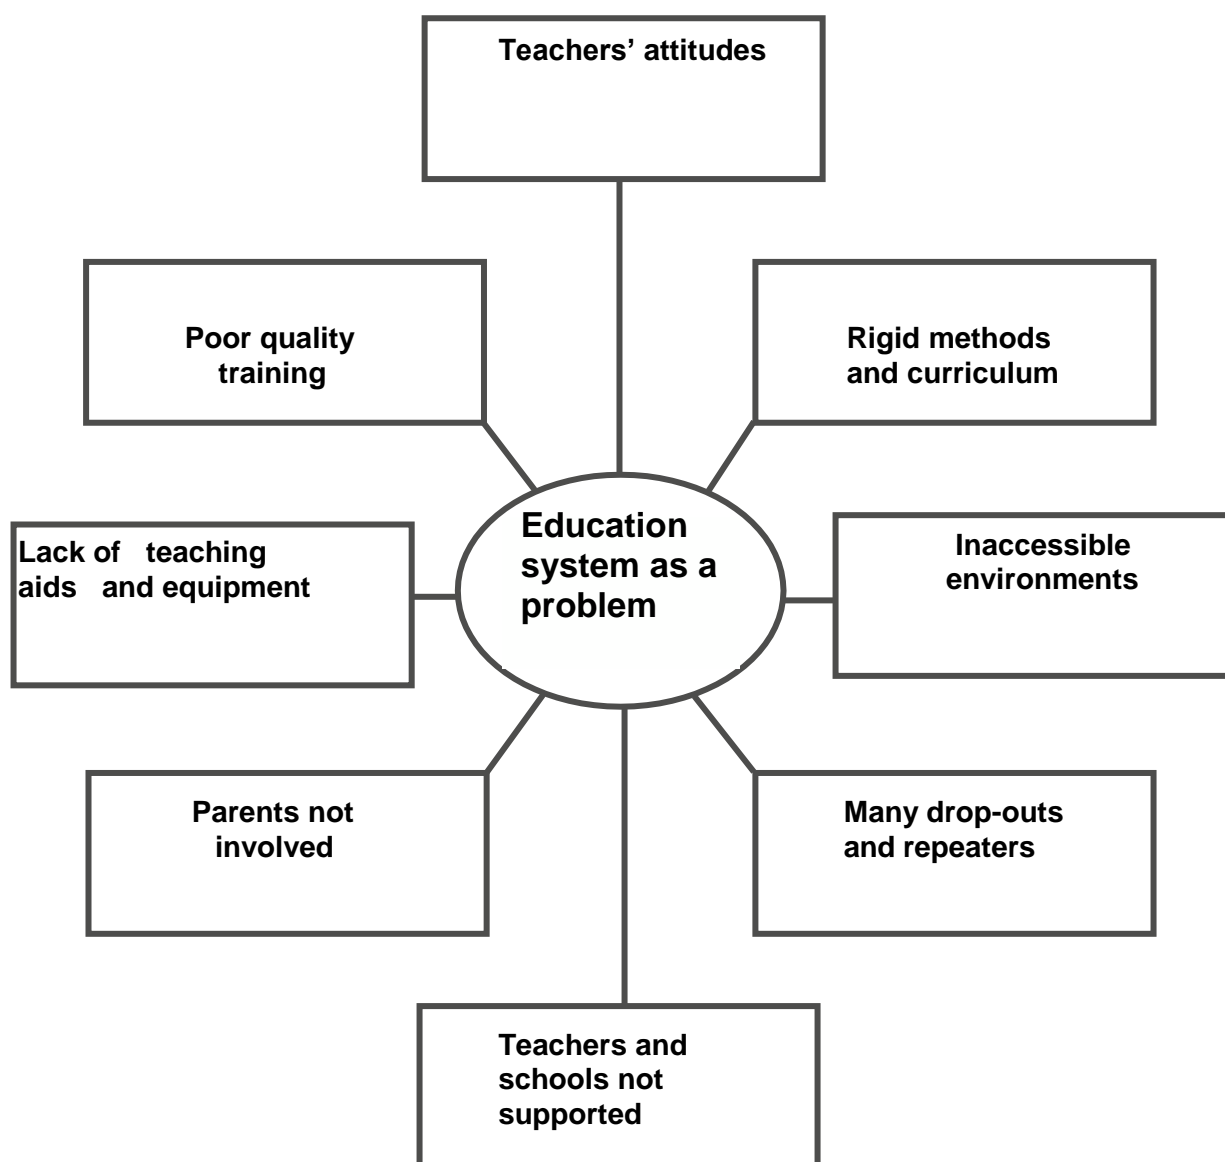 Teachers’ attitudes
Poor quality
training
Rigid methods
and curriculum
Lack of teaching
aids and equipment
Education
system as a
problem
Inaccessible
environments
Parents not
involved
Many drop-outs
and repeaters
Teachers and
schools not
supported